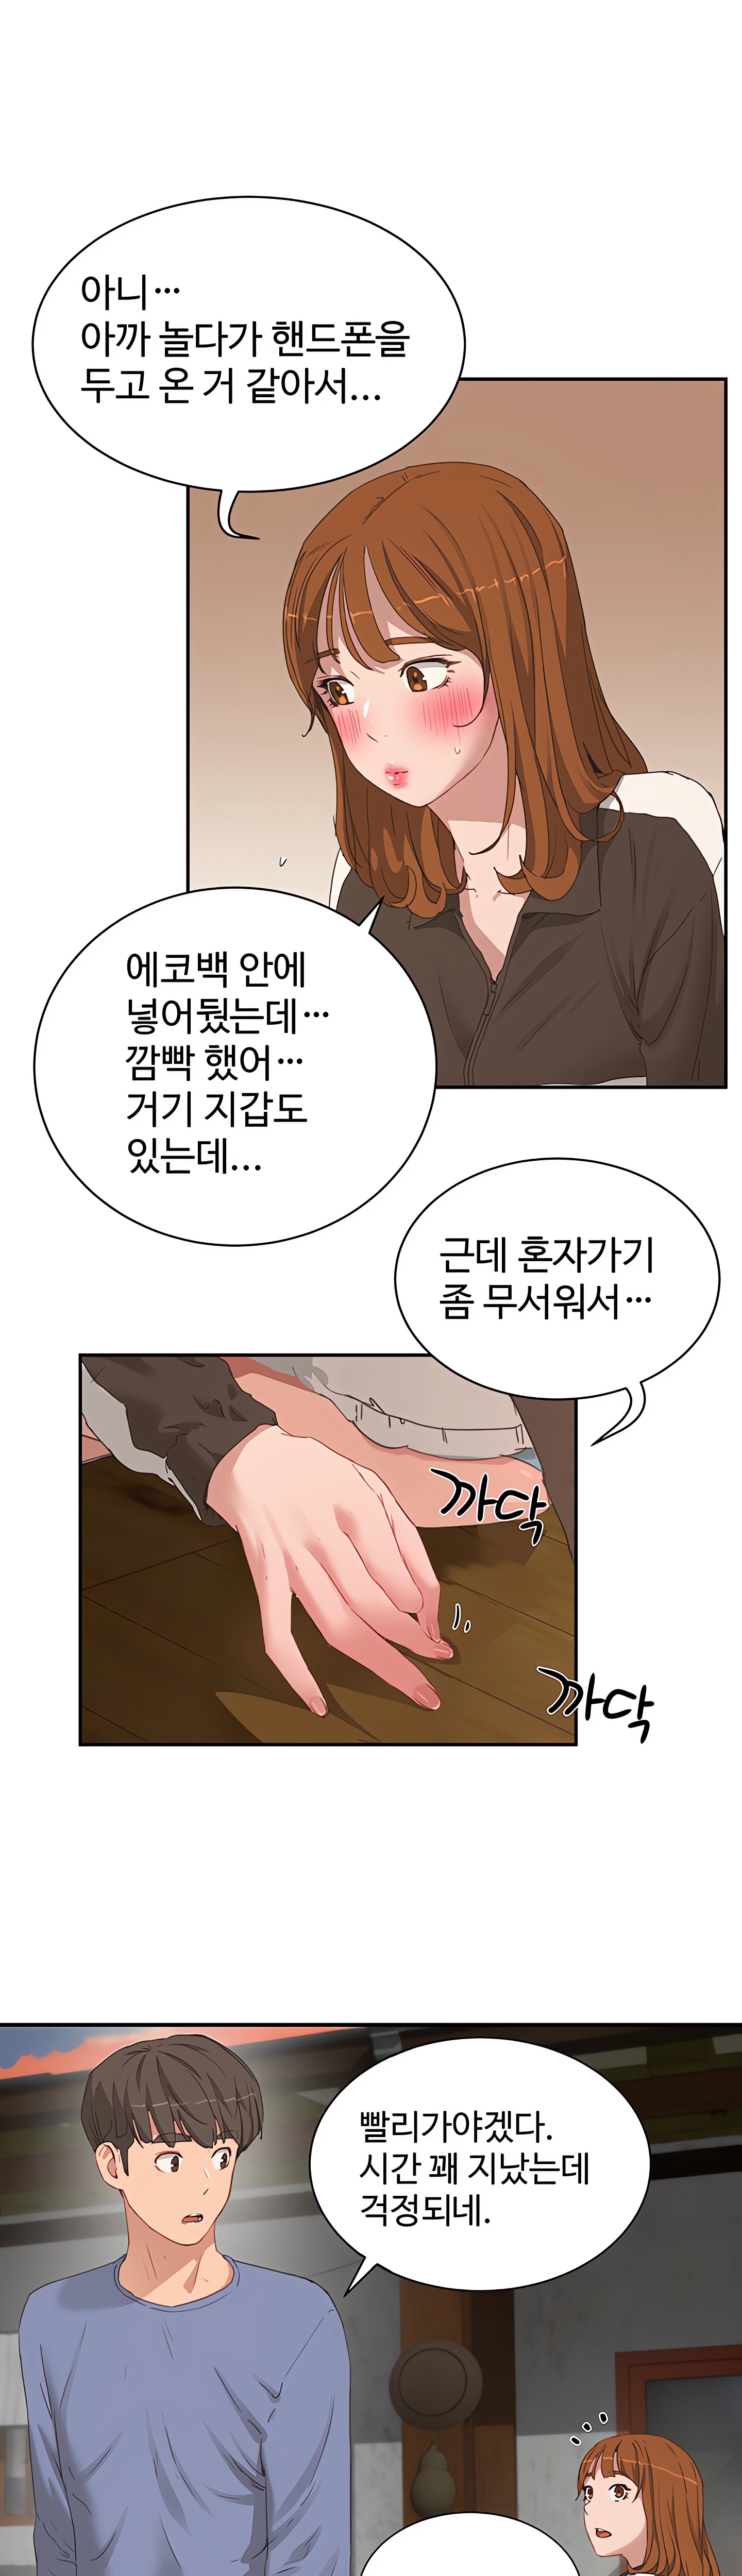 아니…
아까 놀다가 핸드폰을
두고 온 거 같아서...
에코백 안에
넣어뒀는데…
깜빡 했어…
거기 지갑도
있는데...
근데 혼자가기
좀 무서워서…
까닥
까닥
빨리가야겠다.
시간 꽤 지났는데
걱정되네.